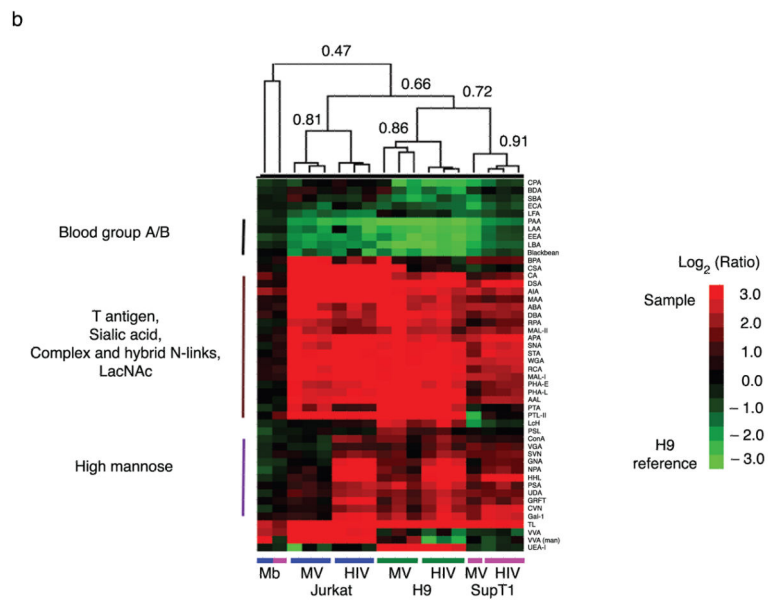 b
0.47
0.66
0.72
0.81
0.86
0.91
CPA
BDA
SBA
ECA
LFA
PAA
LAA
EEA
LBA
Blackbean
BPA
CSA
CA
DSA
AIA
MAA
ABA
DBA
RPA
MAL-II
APA
SNA
STA
WGA
RCA
MAL-I
PHA-E
PHA-L
AAL
PTA
PTL-II
LcH
PSL
ConA
VGA
SVN
GNA
NPA
HHL
PSA
UDA
GRFT
CVN
Gal-1
TL
VVA
VVA (man)
UEA-I
Blood group A/B
T antigen,
Sialic acid,
Complex and hybrid N-links,
LacNAc
High mannose
Log2 (Ratio)
Sample
H9
reference
3.0
2.0
1.0
0.0
– 1.0
– 2.0
– 3.0
Mb MV HIV MV HIV MV HIV
Jurkat H9 SupT1